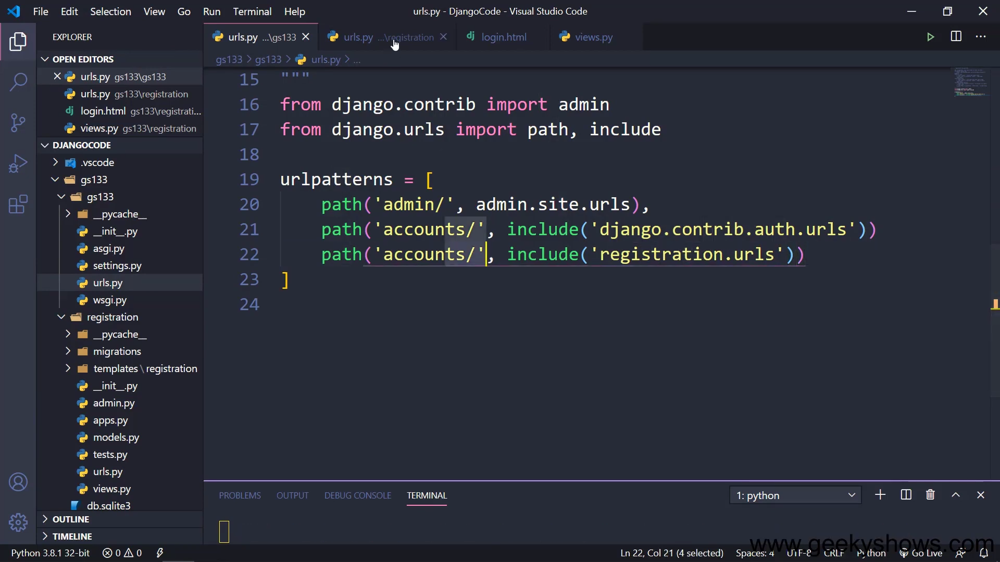 File Edit Selection View Go Run Terminal Help
urls.py - DjangoCode - Visual Studio Code
EXPLORER
OPEN EDITORS
urls.py gs133\gs133
urls.py gs133\registration
login.html gs133\registrati...
views.py gs133\registration
DJANGOCODE
.vscode
gs133
gs133
__pycache__
__init__.py
asgi.py
settings.py
urls.py
wsgi.py
registration
__pycache__
migrations
templates\registration
__init__.py
admin.py
apps.py
models.py
tests.py
urls.py
views.py
db.sqlite3
OUTLINE
TIMELINE
urls.py ...\gs133
urls.py ...\registration
login.html
views.py
gs133 > gs133 > urls.py > ...
15 """
16 from django.contrib import admin
17 from django.urls import path, include
18
19 urlpatterns = [
20 path('admin/', admin.site.urls),
21 path('accounts/', include('django.contrib.auth.urls'))
22 path('accounts/', include('registration.urls'))
23 ]
24
PROBLEMS OUTPUT DEBUG CONSOLE TERMINAL
1: python
www.geekyshows.com
Python 3.8.1 32-bit 0 0
Ln 22, Col 21 (4 selected) Spaces: 4 UTF-8 CRLF Python Go Live